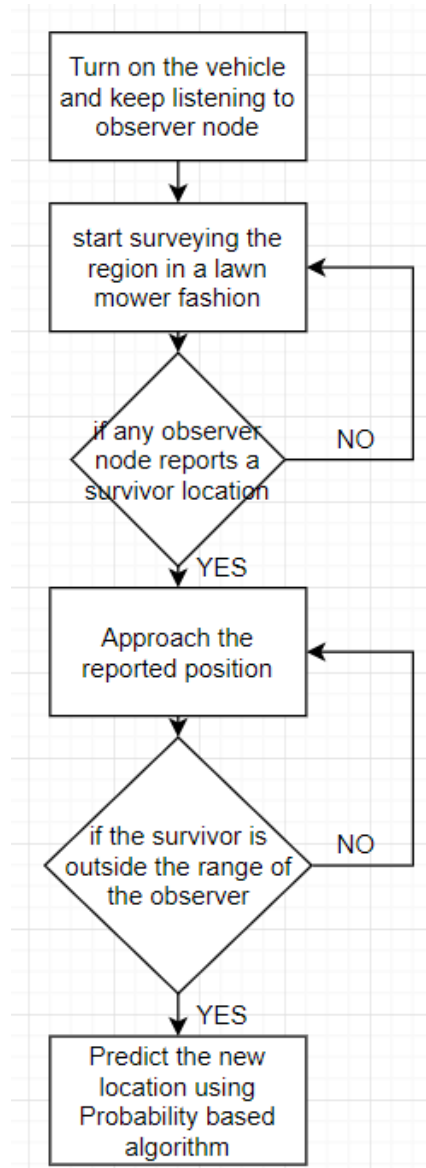 Turn on the vehicle
and keep listening to
observer node
start surveying the
region in a lawn
mower fashion
if any observer
node reports a
survivor location
NO
YES
Approach the
reported position
if the survivor is
outside the range of
the observer
NO
YES
Predict the new
location using
Probability based
algorithm